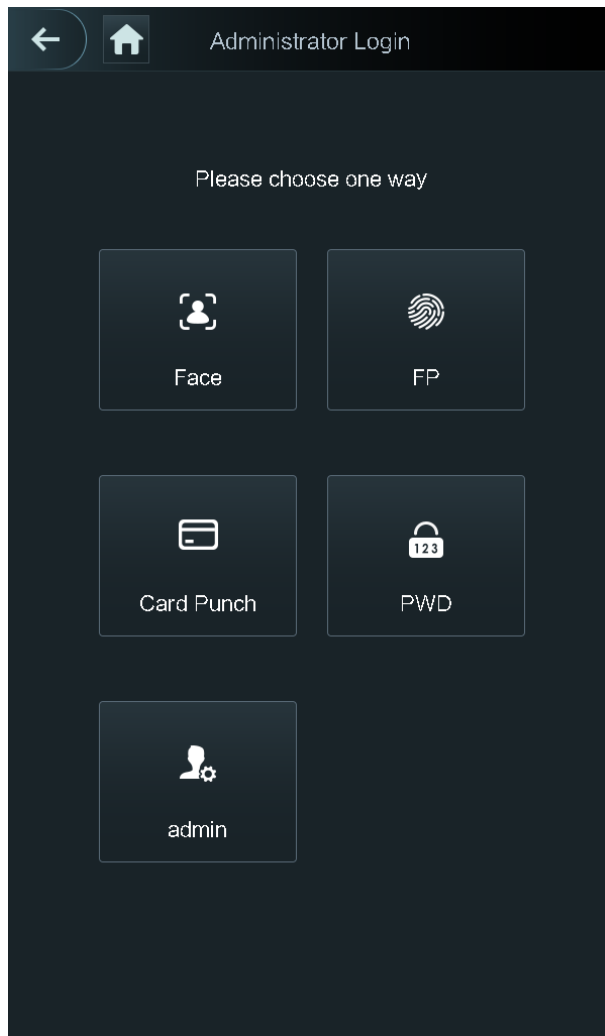 Administrator Login
Please choose one way
Face
FP
Card Punch
123
PWD
admin